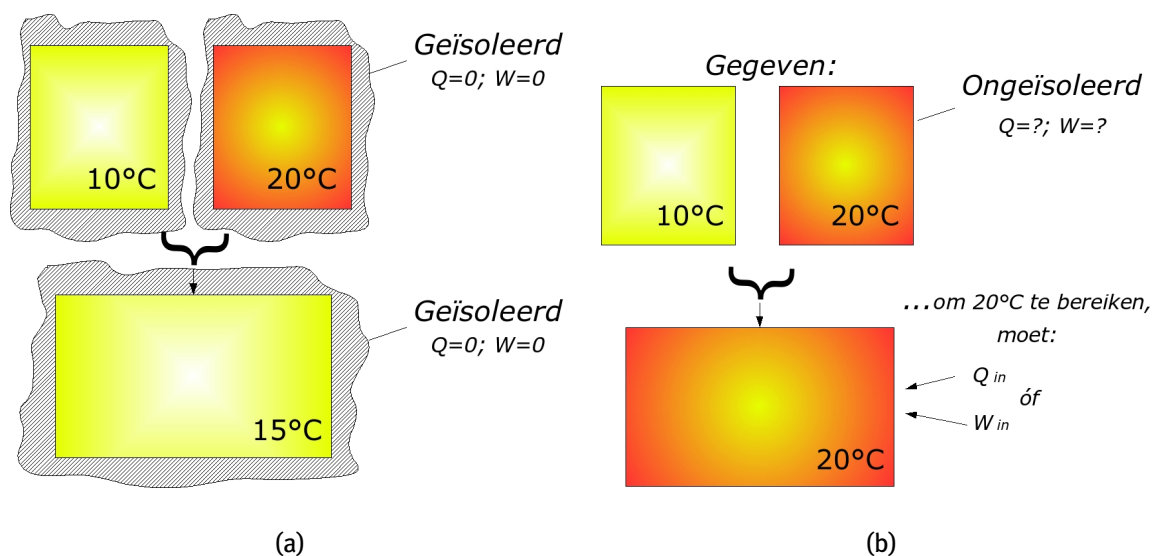 10°C
20°C
Geïsoleerd
Q=0; W=0
15°C
Geïsoleerd
Q=0; W=0
(a)
Gegeven:
10°C
20°C
Ongeïsoleerd
Q=?; W=?
...om 20°C te bereiken,
moet:
Q in
óf
W in
20°C
(b)